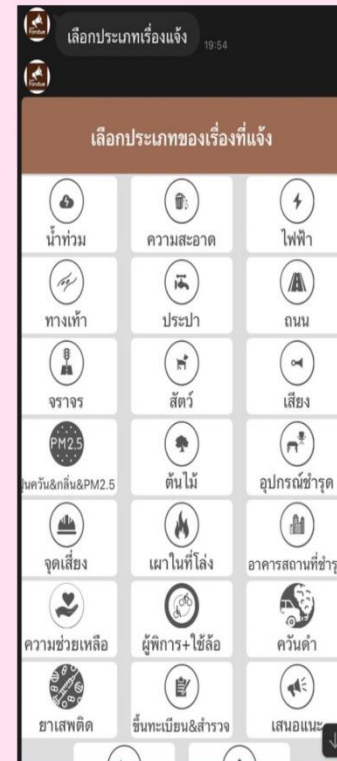 เลือกประเภทเรื่องแจ้ง
19:54
เลือกประเภทของเรื่องที่แจ้ง
น้ำท่วม
ความสะอาด
ไฟฟ้า
ทางเท้า
ประปา
ถนน
จราจร
สัตว์
เสียง
PM2.5
ฝุ่นควัน&กลิ่น&PM2.5
ต้นไม้
อุปกรณ์ชำรุด
จุดเสี่ยง
เผาในที่โล่ง
อาคารสถานที่ชำรุ
ความช่วยเหลือ
ผู้พิการ+ใช้ล้อ
ควันดำ
ยาเสพติด
ขึ้นทะเบียน&สำรวจ
เสนอแนะ